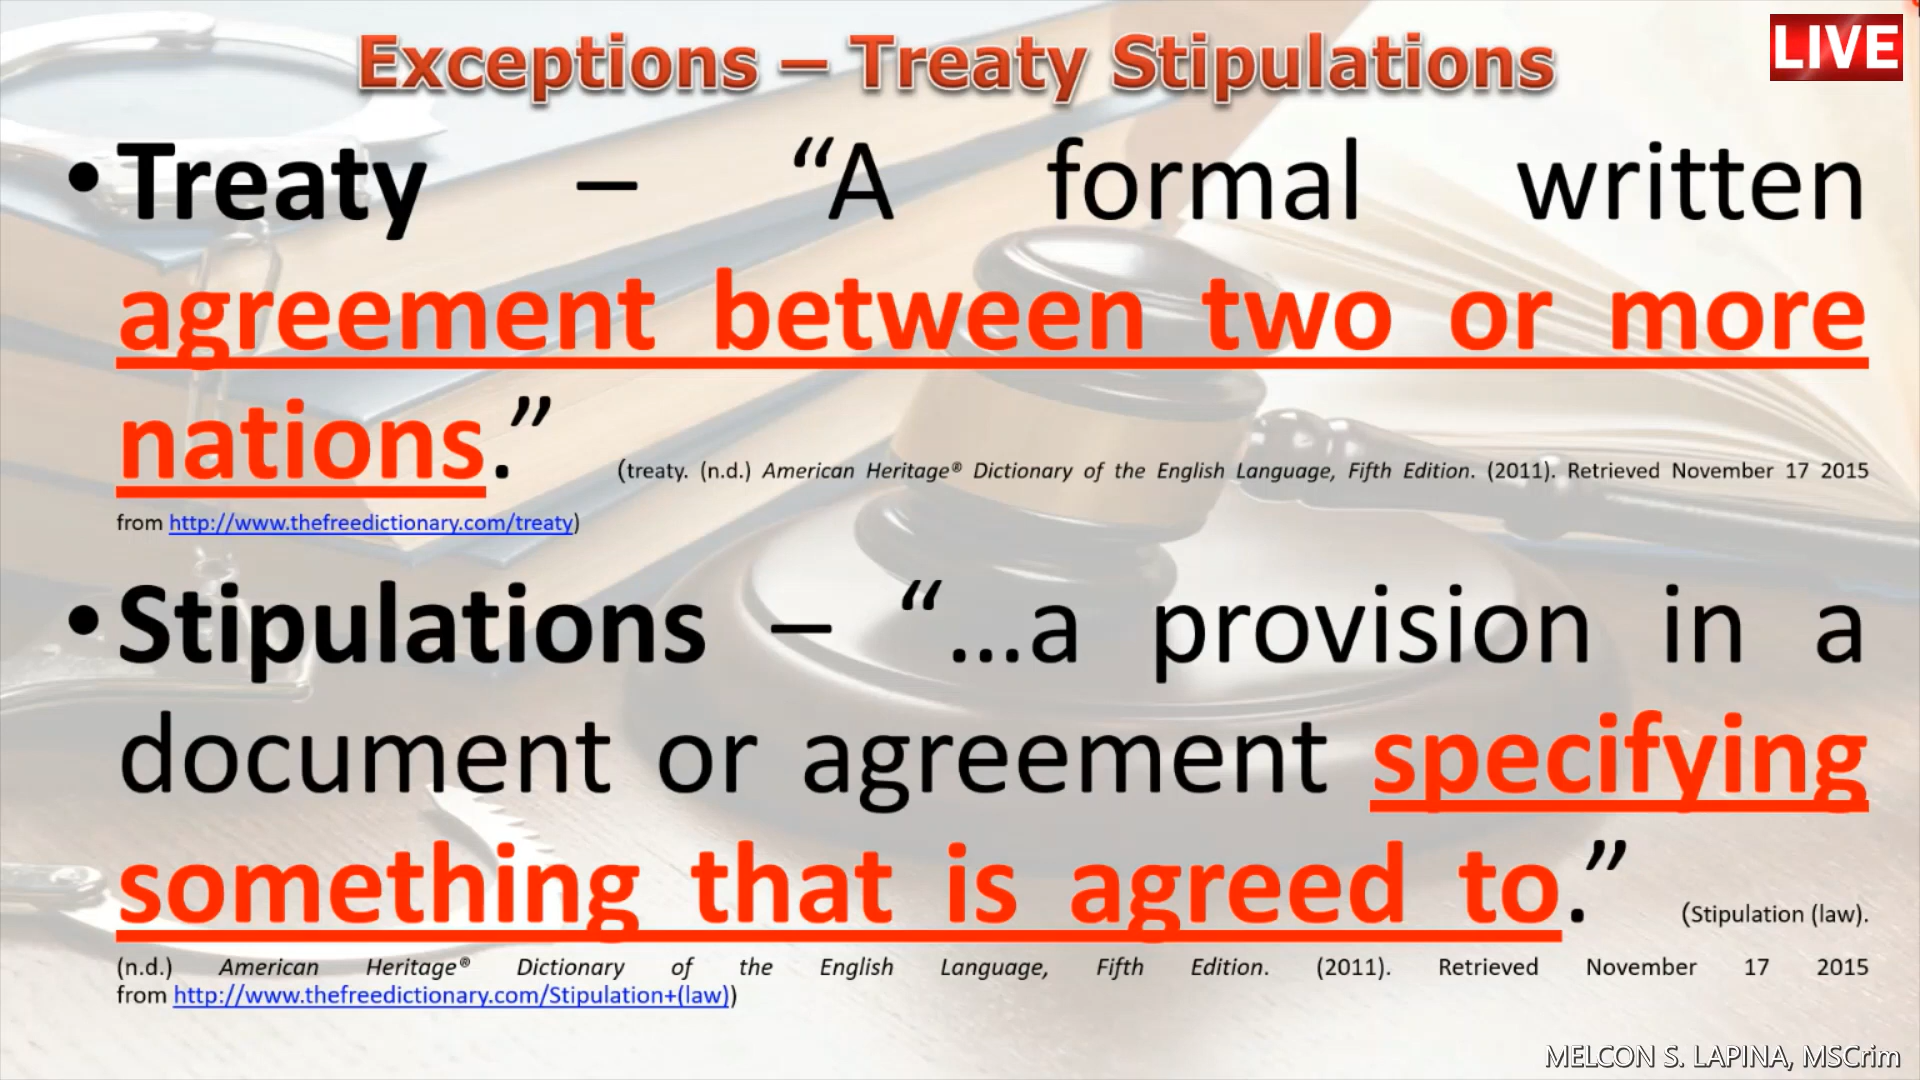 Exceptions – Treaty Stipulations
LIVE
•Treaty – “A formal written
agreement between two or more
nations.” (treaty. (n.d.) American Heritage® Dictionary of the English Language, Fifth Edition. (2011). Retrieved November 17 2015
from http://www.thefreedictionary.com/treaty)
•Stipulations – “...a provision in a
document or agreement specifying
something that is agreed to.” (Stipulation (law).
(n.d.) American Heritage® Dictionary of the English Language, Fifth Edition. (2011). Retrieved November 17 2015
from http://www.thefreedictionary.com/Stipulation+(law))
MELCON S. LAPINA, MSCrim